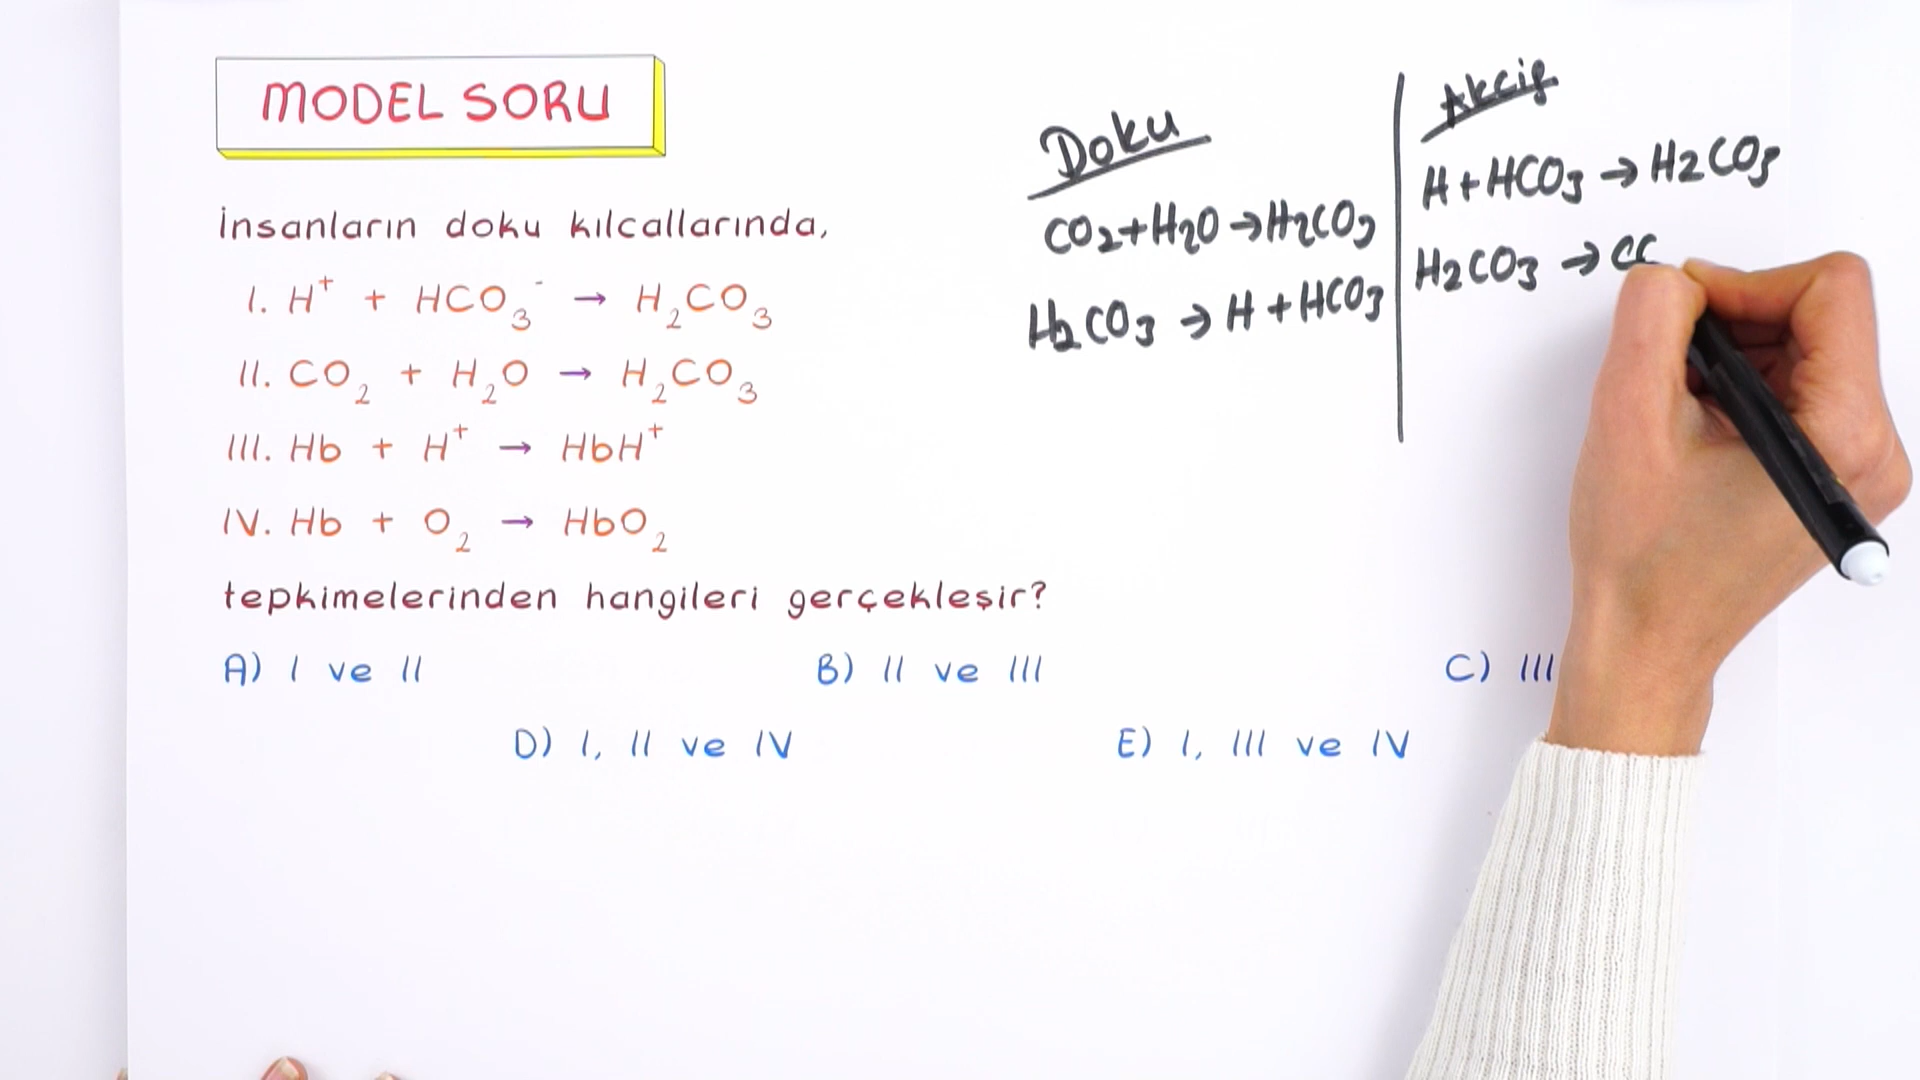 MODEL SORU
İnsanların doku kılcallarında,
I. H⁺ + HCO₃⁻ → H₂CO₃
II. CO₂ + H₂O → H₂CO₃
III. Hb + H⁺ → HbH⁺
IV. Hb + O₂ → HbO₂
tepkimelerinden hangileri gerçekleşir?
A) I ve II
B) II ve III
C) III
D) I, II ve IV
E) I, III ve IV
Doku
CO₂+H₂O→H₂CO₃
H₂CO₃ → H + HCO₃
Akciğ
H + HCO₃ → H₂CO₃
H₂CO₃ → CO